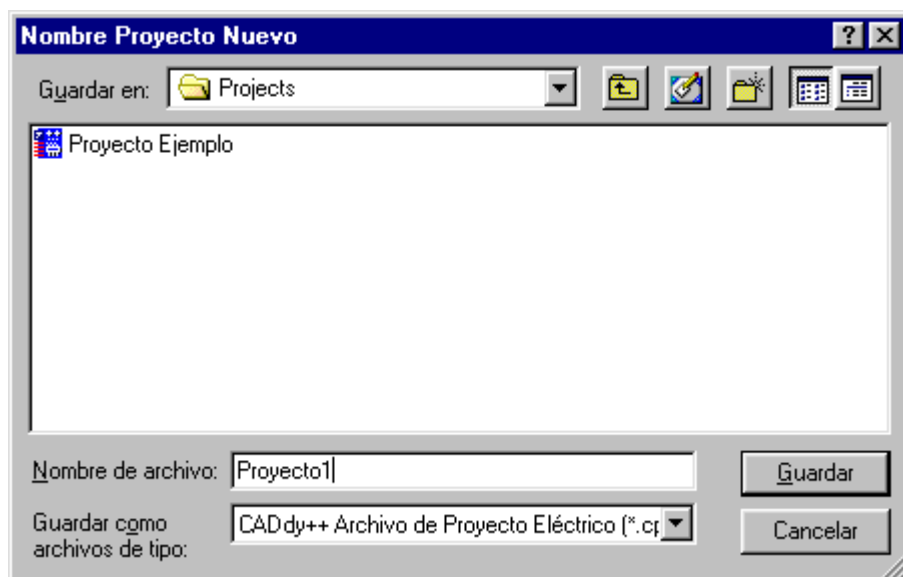 Nombre Proyecto Nuevo
Guardar en: Projects
Proyecto Ejemplo
Nombre de archivo: Proyecto1
Guardar
Guardar como
archivos de tipo:
CADdy++ Archivo de Proyecto Eléctrico (*.cp
Cancelar